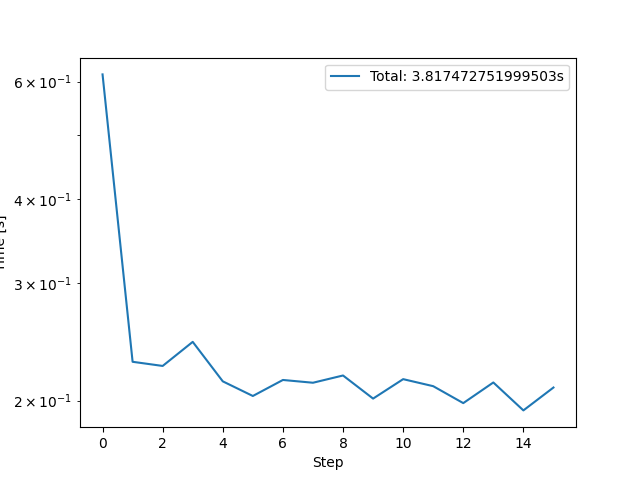 Total: 3.817472751999503s
6 × 10⁻¹
4 × 10⁻¹
3 × 10⁻¹
2 × 10⁻¹
Time [s]
0 2 4 6 8 10 12 14
Step